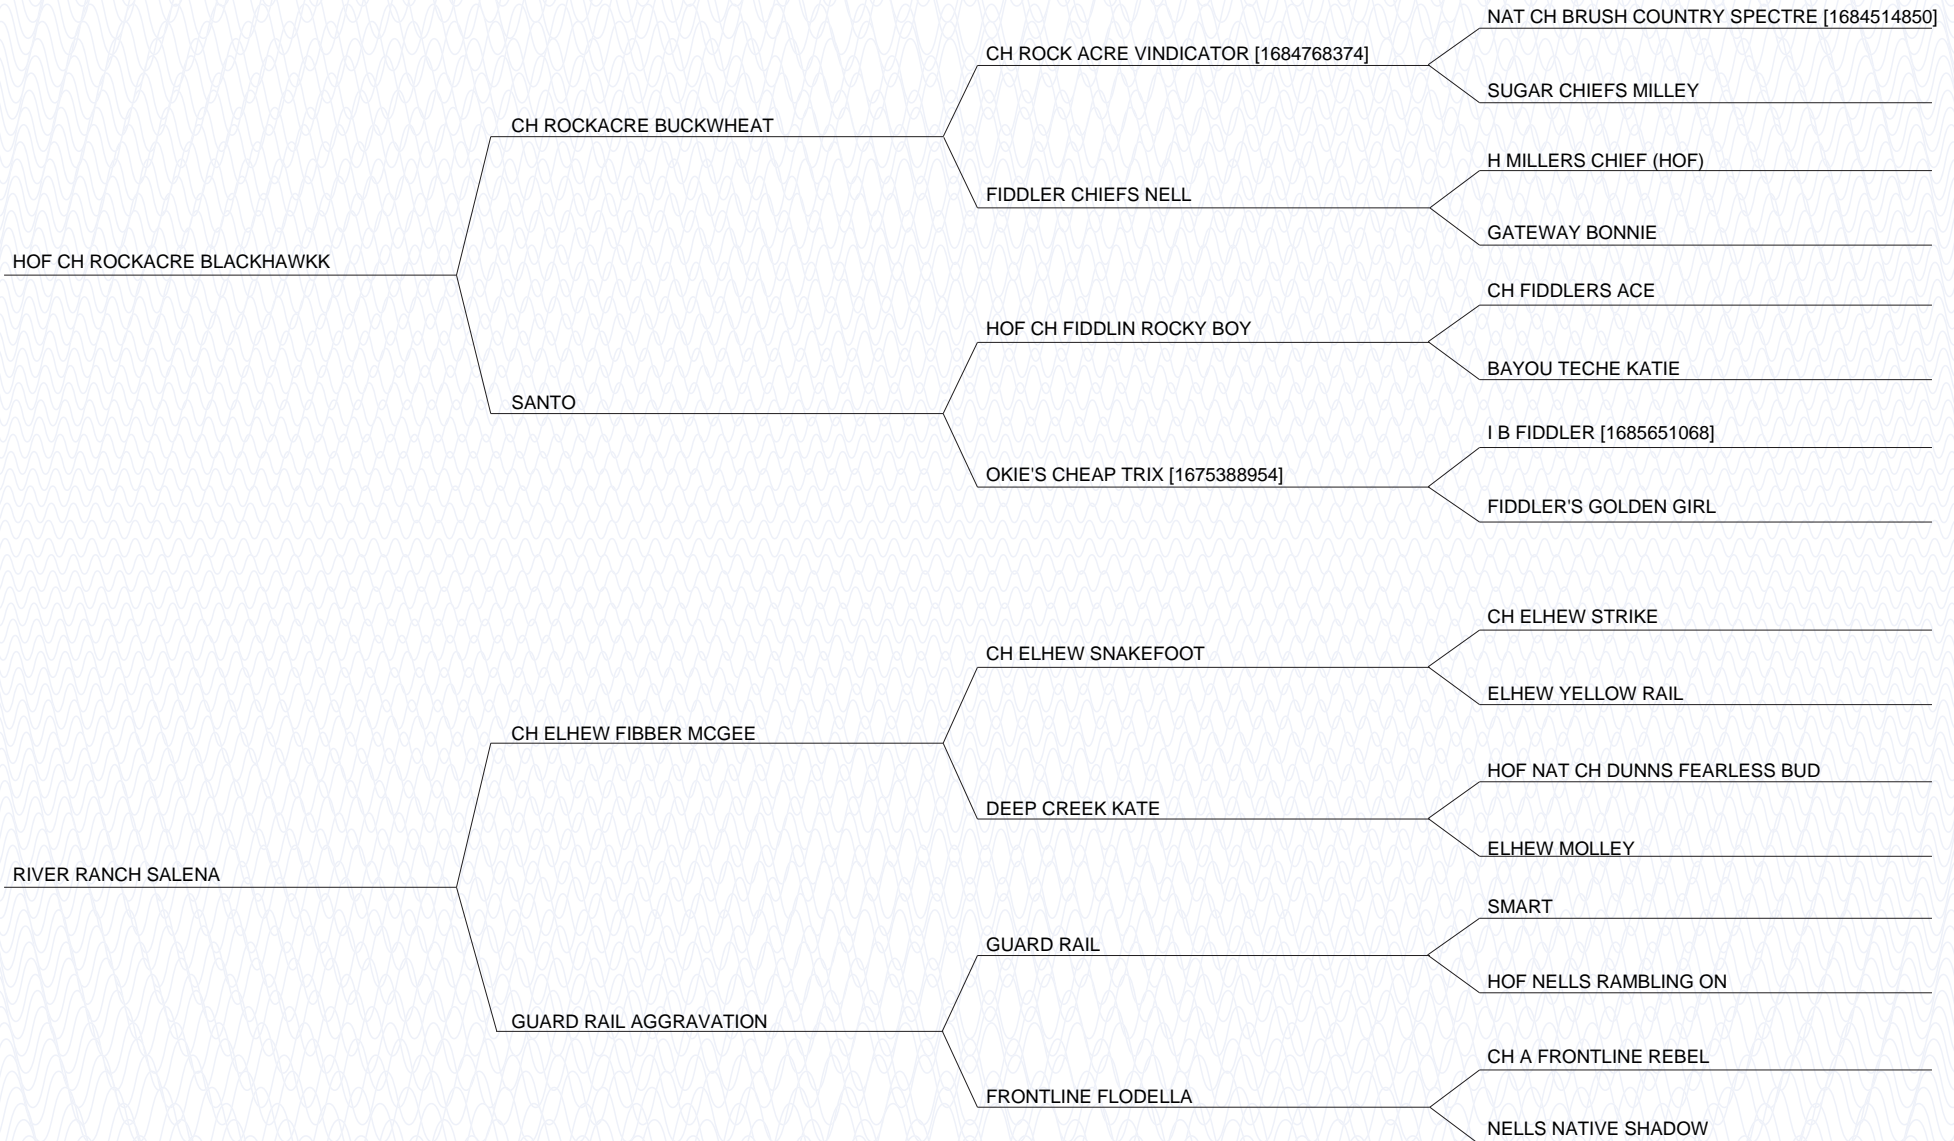 NAT CH BRUSH COUNTRY SPECTRE [1684514850]
CH ROCK ACRE VINDICATOR [1684768374]
SUGAR CHIEFS MILLEY
CH ROCKACRE BUCKWHEAT
H MILLERS CHIEF (HOF)
FIDDLER CHIEFS NELL
GATEWAY BONNIE
HOF CH ROCKACRE BLACKHAWKK
CH FIDDLERS ACE
HOF CH FIDDLIN ROCKY BOY
BAYOU TECHE KATIE
SANTO
I B FIDDLER [1685651068]
OKIE'S CHEAP TRIX [1675388954]
FIDDLER'S GOLDEN GIRL
CH ELHEW STRIKE
CH ELHEW SNAKEFOOT
ELHEW YELLOW RAIL
CH ELHEW FIBBER MCGEE
HOF NAT CH DUNNS FEARLESS BUD
DEEP CREEK KATE
ELHEW MOLLEY
RIVER RANCH SALENA
SMART
GUARD RAIL
HOF NELLS RAMBLING ON
GUARD RAIL AGGRAVATION
CH A FRONTLINE REBEL
FRONTLINE FLODELLA
NELLS NATIVE SHADOW